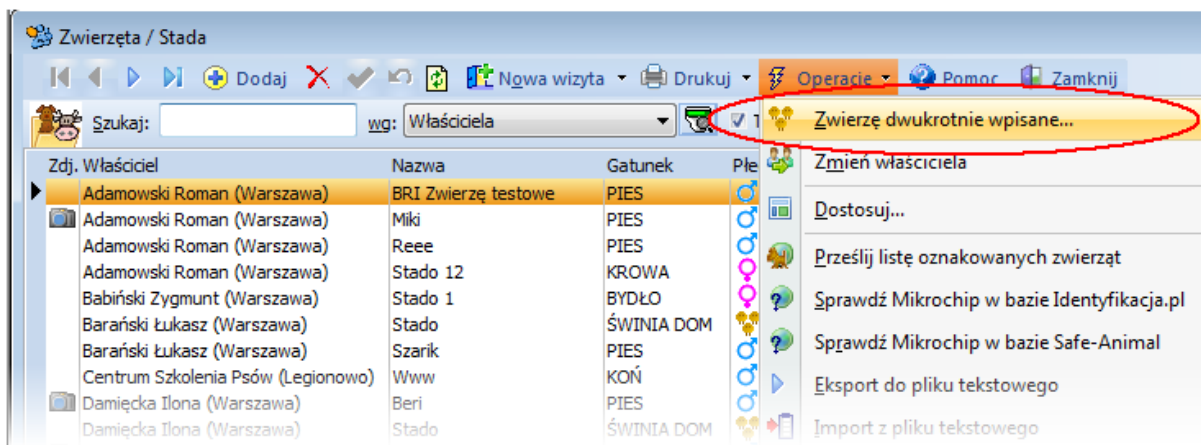 Zwierzęta / Stada
Dodaj Nowa wizyta Drukuj Operacje Pomoc Zamknij
Szukaj: wg: Właściciela T
Zwierzę dwukrotnie wpisane...
Zmień właściciela
Dostosuj...
Prześlij listę oznakowanych zwierząt
Sprawdź Mikrochip w bazie Identyfikacja.pl
Sprawdź Mikrochip w bazie Safe-Animal
Eksport do pliku tekstowego
Import z pliku tekstowego
Zdj. Właściciel Nazwa Gatunek Płe
Adamowski Roman (Warszawa) BRI Zwierzę testowe PIES
Adamowski Roman (Warszawa) Miki PIES
Adamowski Roman (Warszawa) Reee PIES
Adamowski Roman (Warszawa) Stado 12 KROWA
Babiński Zygmunt (Warszawa) Stado 1 BYDŁO
Barański Łukasz (Warszawa) Stado ŚWINIA DOM
Barański Łukasz (Warszawa) Szarik PIES
Centrum Szkolenia Psów (Legionowo) Www KOŃ
Damięcka Ilona (Warszawa) Beri PIES
Damięcka Ilona (Warszawa) Stado ŚWINIA DOM